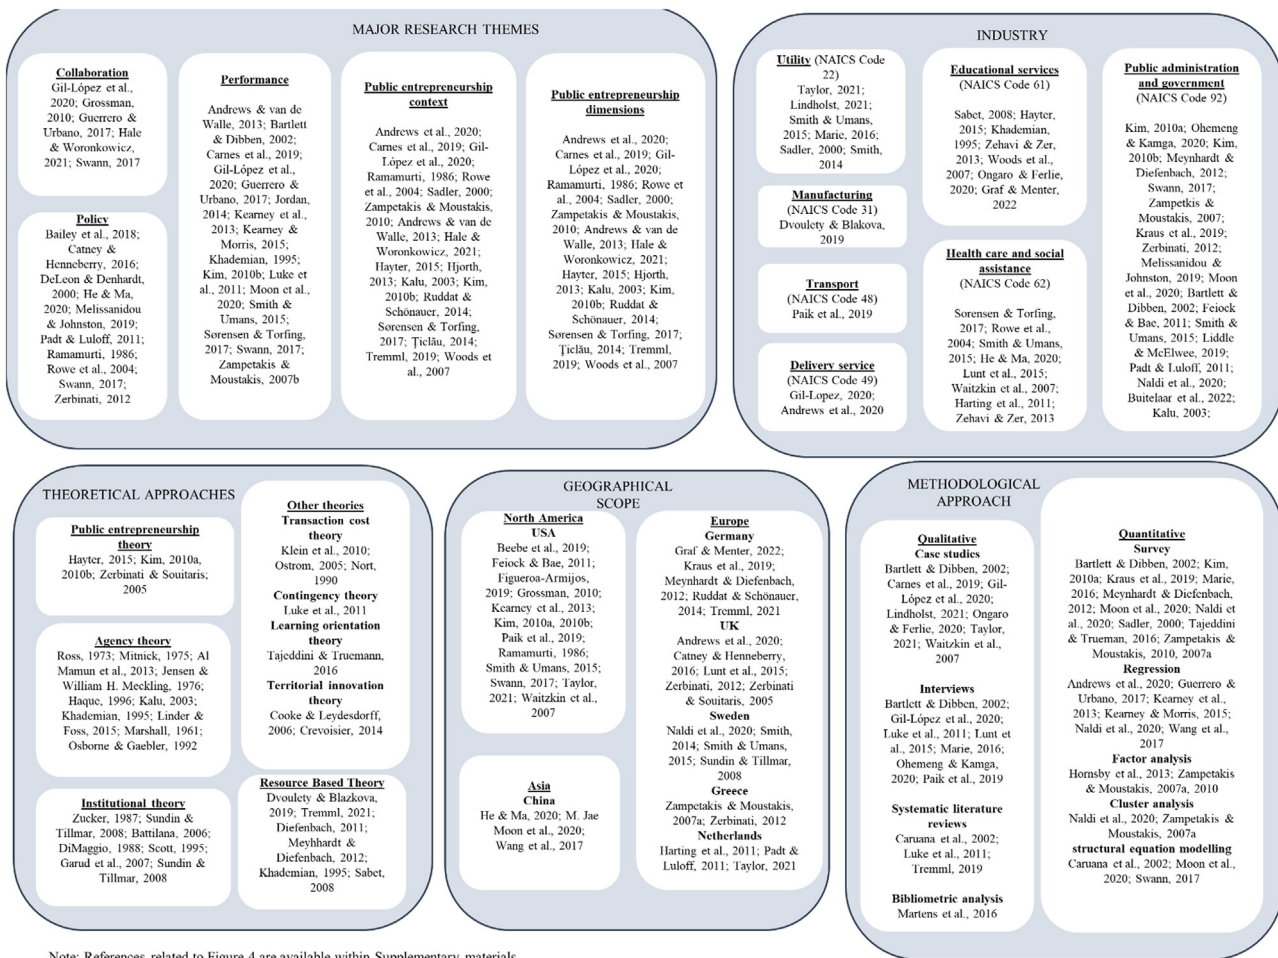 MAJOR RESEARCH THEMES
Collaboration
Gil-López et al.,
2020; Grossman,
2010; Guerrero &
Urbano, 2017; Hale
& Woronkowicz,
2021; Swann, 2017
Policy
Bailey et al., 2018;
Catney &
Henneberry, 2016;
DeLeon & Denhardt,
2000; He & Ma,
2020; Melissanidou
& Johnston, 2019;
Padt & Luloff, 2011;
Ramamurti, 1986;
Rowe et al., 2004;
Swann, 2017;
Zerbinati, 2012
Performance
Andrews & van de
Walle, 2013; Bartlett
& Dibben, 2002;
Carnes et al., 2019;
Gil-López et al.,
2020; Guerrero &
Urbano, 2017; Jordan,
2014; Kearney et al.,
2013; Kearney &
Morris, 2015;
Khademian, 1995;
Kim, 2010b; Luke et
al., 2011; Moon et al.,
2020; Smith &
Umans, 2015;
Sørensen & Torfing,
2017; Swann, 2017;
Zampetakis &
Moustakis, 2007b
Public entrepreneurship
context
Andrews et al., 2020;
Carnes et al., 2019; Gil-
López et al., 2020;
Ramamurti, 1986; Rowe
et al., 2004; Sadler, 2000;
Zampetakis & Moustakis,
2010; Andrews & van de
Walle, 2013; Hale &
Woronkowicz, 2021;
Hayter, 2015; Hjorth,
2013; Kalu, 2003; Kim,
2010b; Ruddat &
Schönauer, 2014;
Sørensen & Torfing,
2017; Ţiclău, 2014;
Tremml, 2019; Woods et
al., 2007
Public entrepreneurship
dimensions
Andrews et al., 2020;
Carnes et al., 2019; Gil-
López et al., 2020;
Ramamurti, 1986; Rowe et
al., 2004; Sadler, 2000;
Zampetakis & Moustakis,
2010; Andrews & van de
Walle, 2013; Hale &
Woronkowicz, 2021;
Hayter, 2015; Hjorth,
2013; Kalu, 2003; Kim,
2010b; Ruddat &
Schönauer, 2014;
Sørensen & Torfing, 2017;
Ţiclău, 2014; Tremml,
2019; Woods et al., 2007
INDUSTRY
Utility (NAICS Code
22)
Taylor, 2021;
Lindholst, 2021;
Smith & Umans,
2015; Marie, 2016;
Sadler, 2000; Smith,
2014
Manufacturing
(NAICS Code 31)
Dvoulety & Blakova,
2019
Transport
(NAICS Code 48)
Paik et al., 2019
Delivery service
(NAICS Code 49)
Gil-Lopez, 2020;
Andrews et al., 2020
Educational services
(NAICS Code 61)
Sabet, 2008; Hayter,
2015; Khademian,
1995; Zehavi & Zer,
2013; Woods et al.,
2007; Ongaro & Ferlie,
2020; Graf & Menter,
2022
Health care and social
assistance
(NAICS Code 62)
Sorensen & Torfing,
2017; Rowe et al.,
2004; Smith & Umans,
2015; He & Ma, 2020;
Lunt et al., 2015;
Waitzkin et al., 2007;
Harting et al., 2011;
Zehavi & Zer, 2013
Public administration
and government
(NAICS Code 92)
Kim, 2010a; Ohemeng
& Kamga, 2020; Kim,
2010b; Meynhardt &
Diefenbach, 2012;
Swann, 2017;
Zampetkis &
Moustakis, 2007;
Kraus et al., 2019;
Zerbinati, 2012;
Melissanidou &
Johnston, 2019; Moon
et al., 2020; Bartlett &
Dibben, 2002; Feiock
& Bae, 2011; Smith &
Umans, 2015; Liddle
& McElwee, 2019;
Padt & Luloff, 2011;
Naldi et al., 2020;
Buitelaar et al., 2022;
Kalu, 2003;
THEORETICAL APPROACHES
Public entrepreneurship
theory
Hayter, 2015; Kim, 2010a,
2010b; Zerbinati & Souitaris;
2005
Agency theory
Ross, 1973; Mitnick, 1975; Al
Mamun et al., 2013; Jensen &
William H. Meckling, 1976;
Haque, 1996; Kalu, 2003;
Khademian, 1995; Linder &
Foss, 2015; Marshall, 1961;
Osborne & Gaebler, 1992
Institutional theory
Zucker, 1987; Sundin &
Tillmar, 2008; Battilana, 2006;
DiMaggio, 1988; Scott, 1995;
Garud et al., 2007; Sundin &
Tillmar, 2008
Other theories
Transaction cost
theory
Klein et al., 2010;
Ostrom, 2005; Nort,
1990
Contingency theory
Luke et al., 2011
Learning orientation
theory
Tajeddini & Truemann,
2016
Territorial innovation
theory
Cooke & Leydesdorff,
2006; Crevoisier, 2014
Resource Based Theory
Dvoulety & Blazkova,
2019; Tremml, 2021;
Diefenbach, 2011;
Meyhhardt &
Diefenbach, 2012;
Khademian, 1995; Sabet,
2008
GEOGRAPHICAL
SCOPE
North America
USA
Beebe et al., 2019;
Feiock & Bae, 2011;
Figueroa-Armijos,
2019; Grossman, 2010;
Kearney et al., 2013;
Kim, 2010a, 2010b;
Paik et al., 2019;
Ramamurti, 1986;
Smith & Umans, 2015;
Swann, 2017; Taylor,
2021; Waitzkin et al.,
2007
Asia
China
He & Ma, 2020; M. Jae
Moon et al., 2020;
Wang et al., 2017
Europe
Germany
Graf & Menter, 2022;
Kraus et al., 2019;
Meynhardt & Diefenbach,
2012; Ruddat & Schönauer,
2014; Tremml, 2021
UK
Andrews et al., 2020;
Catney & Henneberry,
2016; Lunt et al., 2015;
Zerbinati, 2012; Zerbinati
& Souitaris, 2005
Sweden
Naldi et al., 2020; Smith,
2014; Smith & Umans,
2015; Sundin & Tillmar,
2008
Greece
Zampetakis & Moustakis,
2007a; Zerbinati, 2012
Netherlands
Harting et al., 2011; Padt &
Luloff, 2011; Taylor, 2021
METHODOLOGICAL
APPROACH
Qualitative
Case studies
Bartlett & Dibben, 2002;
Carnes et al., 2019; Gil-
López et al., 2020;
Lindholst, 2021; Ongaro
& Ferlie, 2020; Taylor,
2021; Waitzkin et al.,
2007
Interviews
Bartlett & Dibben, 2002;
Gil-López et al., 2020;
Luke et al., 2011; Lunt et
al., 2015; Marie, 2016;
Ohemeng & Kamga,
2020; Paik et al., 2019
Systematic literature
reviews
Caruana et al., 2002;
Luke et al., 2011;
Tremml, 2019
Bibliometric analysis
Martens et al., 2016
Quantitative
Survey
Bartlett & Dibben, 2002; Kim,
2010a; Kraus et al., 2019; Marie,
2016; Meynhardt & Diefenbach,
2012; Moon et al., 2020; Naldi et
al., 2020; Sadler, 2000; Tajeddini
& Trueman, 2016; Zampetakis &
Moustakis, 2010, 2007a
Regression
Andrews et al., 2020; Guerrero &
Urbano, 2017; Kearney et al.,
2013; Kearney & Morris, 2015;
Naldi et al., 2020; Wang et al.,
2017
Factor analysis
Hornsby et al., 2013; Zampetakis
& Moustakis, 2007a, 2010
Cluster analysis
Naldi et al., 2020; Zampetakis &
Moustakis, 2007a
structural equation modelling
Caruana et al., 2002; Moon et al.,
2020; Swann, 2017
Note: References related to Figure 4 are available within Supplementary materials